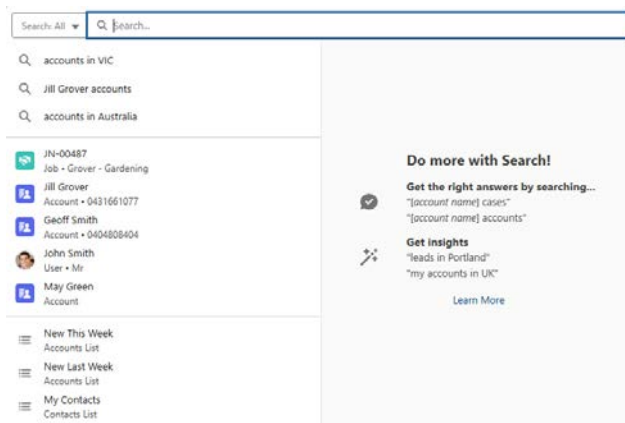 Search: All
Search...
accounts in VIC
Jill Grover accounts
accounts in Australia
JN-00487
Job • Grover - Gardening
Jill Grover
Account • 0431661077
Geoff Smith
Account • 0404808404
John Smith
User • Mr
May Green
Account
New This Week
Accounts List
New Last Week
Accounts List
My Contacts
Contacts List
Do more with Search!
Get the right answers by searching...
"[account name] cases"
"[account name] accounts"
Get insights
"leads in Portland"
"my accounts in UK"
Learn More